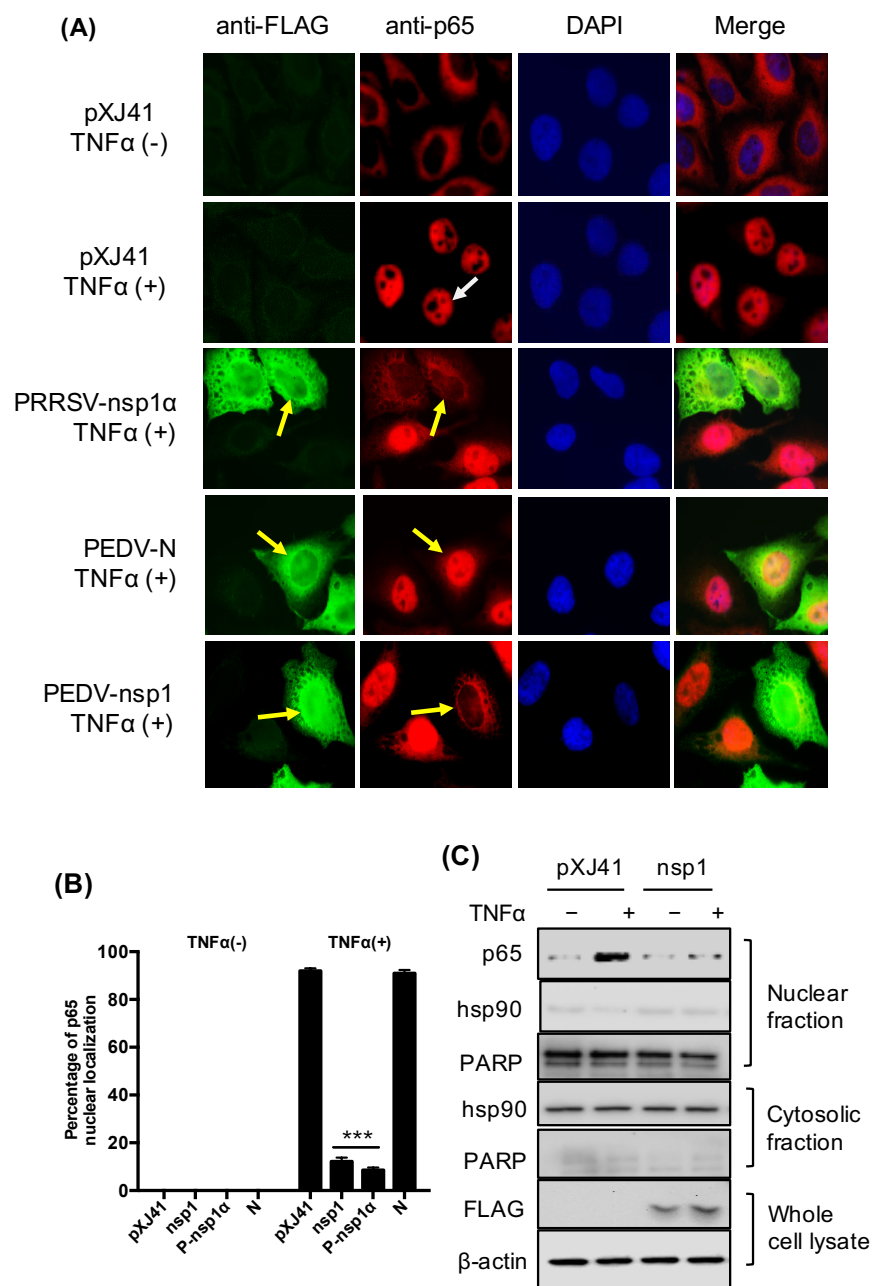 (A)
anti-FLAG anti-p65 DAPI Merge
pXJ41
TNFα (-)
pXJ41
TNFα (+)
PRRSV-nsp1α
TNFα (+)
PEDV-N
TNFα (+)
PEDV-nsp1
TNFα (+)
(B)
TNFα(-) TNFα(+)
Percentage of p65
nuclear localization
100
80
60
40
20
0
***
pXJ41 nsp1 P-nsp1α N pXJ41 nsp1 P-nsp1α N
(C)
pXJ41 nsp1
TNFα − + − +
p65
hsp90
PARP
Nuclear
fraction
hsp90
PARP
Cytosolic
fraction
FLAG
β-actin
Whole
cell lysate